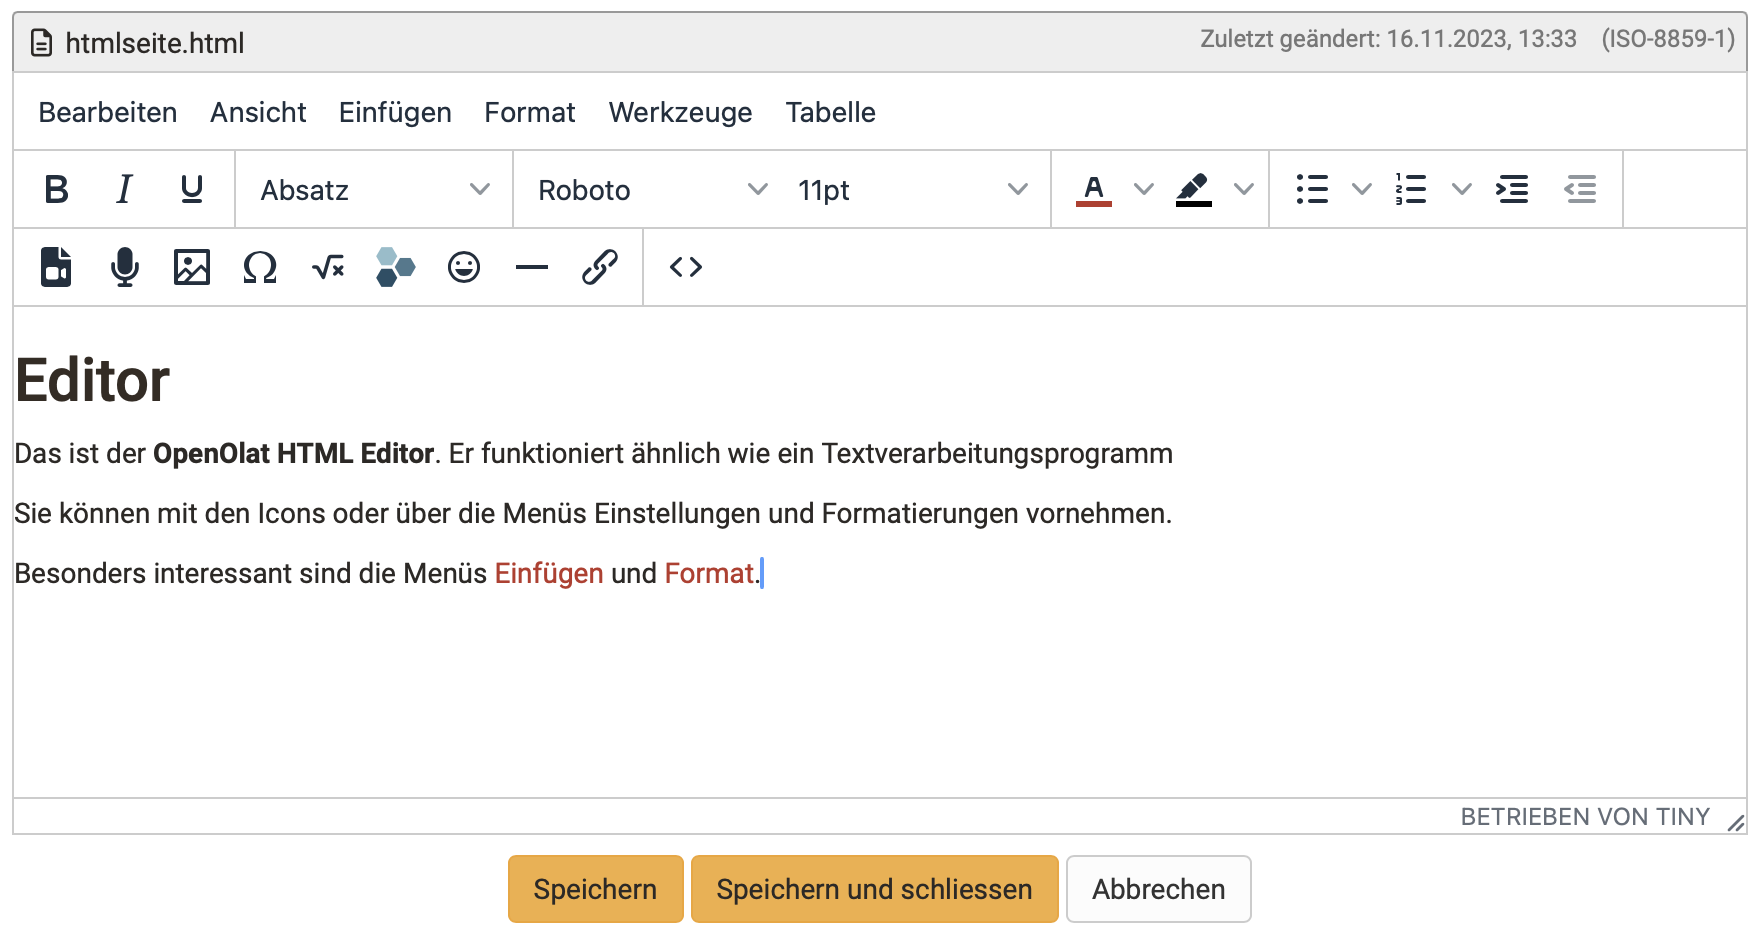 htmlseite.html
Zuletzt geändert: 16.11.2023, 13:33 (ISO-8859-1)
Bearbeiten Ansicht Einfügen Format Werkzeuge Tabelle
B I U Absatz Roboto 11pt A
Editor
Das ist der OpenOlat HTML Editor. Er funktioniert ähnlich wie ein Textverarbeitungsprogramm
Sie können mit den Icons oder über die Menüs Einstellungen und Formatierungen vornehmen.
Besonders interessant sind die Menüs Einfügen und Format.
BETRIEBEN VON TINY
Speichern Speichern und schliessen Abbrechen